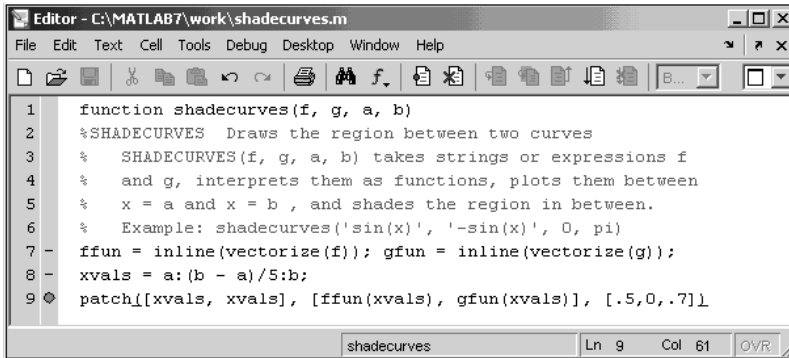 Editor - C:\MATLAB7\work\shadecurves.m
File Edit Text Cell Tools Debug Desktop Window Help
B...
1 function shadecurves(f, g, a, b)
2 %SHADECURVES  Draws the region between two curves
3 %   SHADECURVES(f, g, a, b) takes strings or expressions f
4 %   and g, interprets them as functions, plots them between
5 %   x = a and x = b , and shades the region in between.
6 %   Example: shadecurves('sin(x)', '-sin(x)', 0, pi)
7 - ffun = inline(vectorize(f)); gfun = inline(vectorize(g));
8 - xvals = a:(b - a)/5:b;
9 patch([xvals, xvals], [ffun(xvals), gfun(xvals)], [.5,0,.7])
shadecurves Ln 9 Col 61 OVR